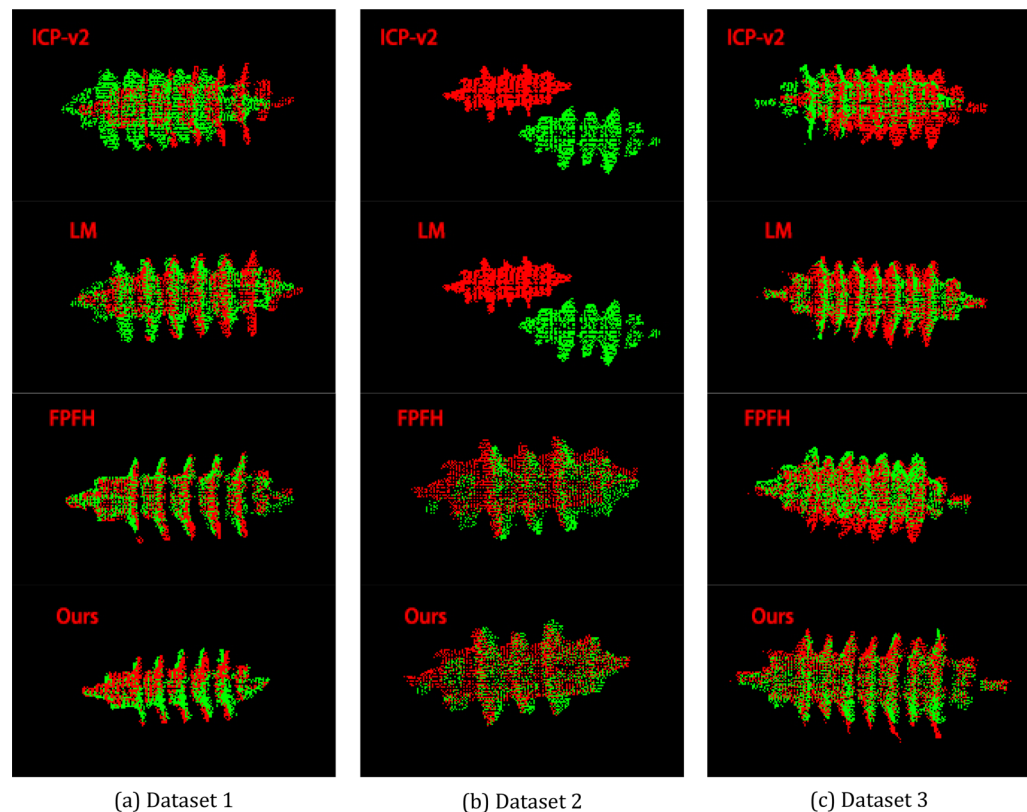 ICP-v2 ICP-v2 ICP-v2
LM LM LM
FPFH FPFH FPFH
Ours Ours Ours
(a) Dataset 1 (b) Dataset 2 (c) Dataset 3